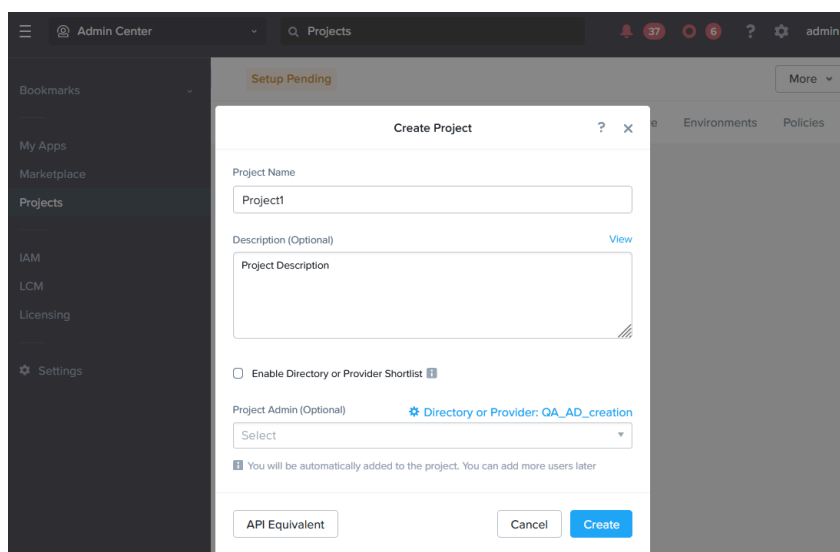 Admin Center
Projects
37
6
?
admin
Bookmarks
My Apps
Marketplace
Projects
IAM
LCM
Licensing
Settings
Setup Pending
More
e
Environments
Policies
Create Project
?
Project Name
Project1
Description (Optional)
View
Project Description
Enable Directory or Provider Shortlist
Project Admin (Optional)
Directory or Provider: QA_AD_creation
Select
You will be automatically added to the project. You can add more users later
API Equivalent
Cancel
Create